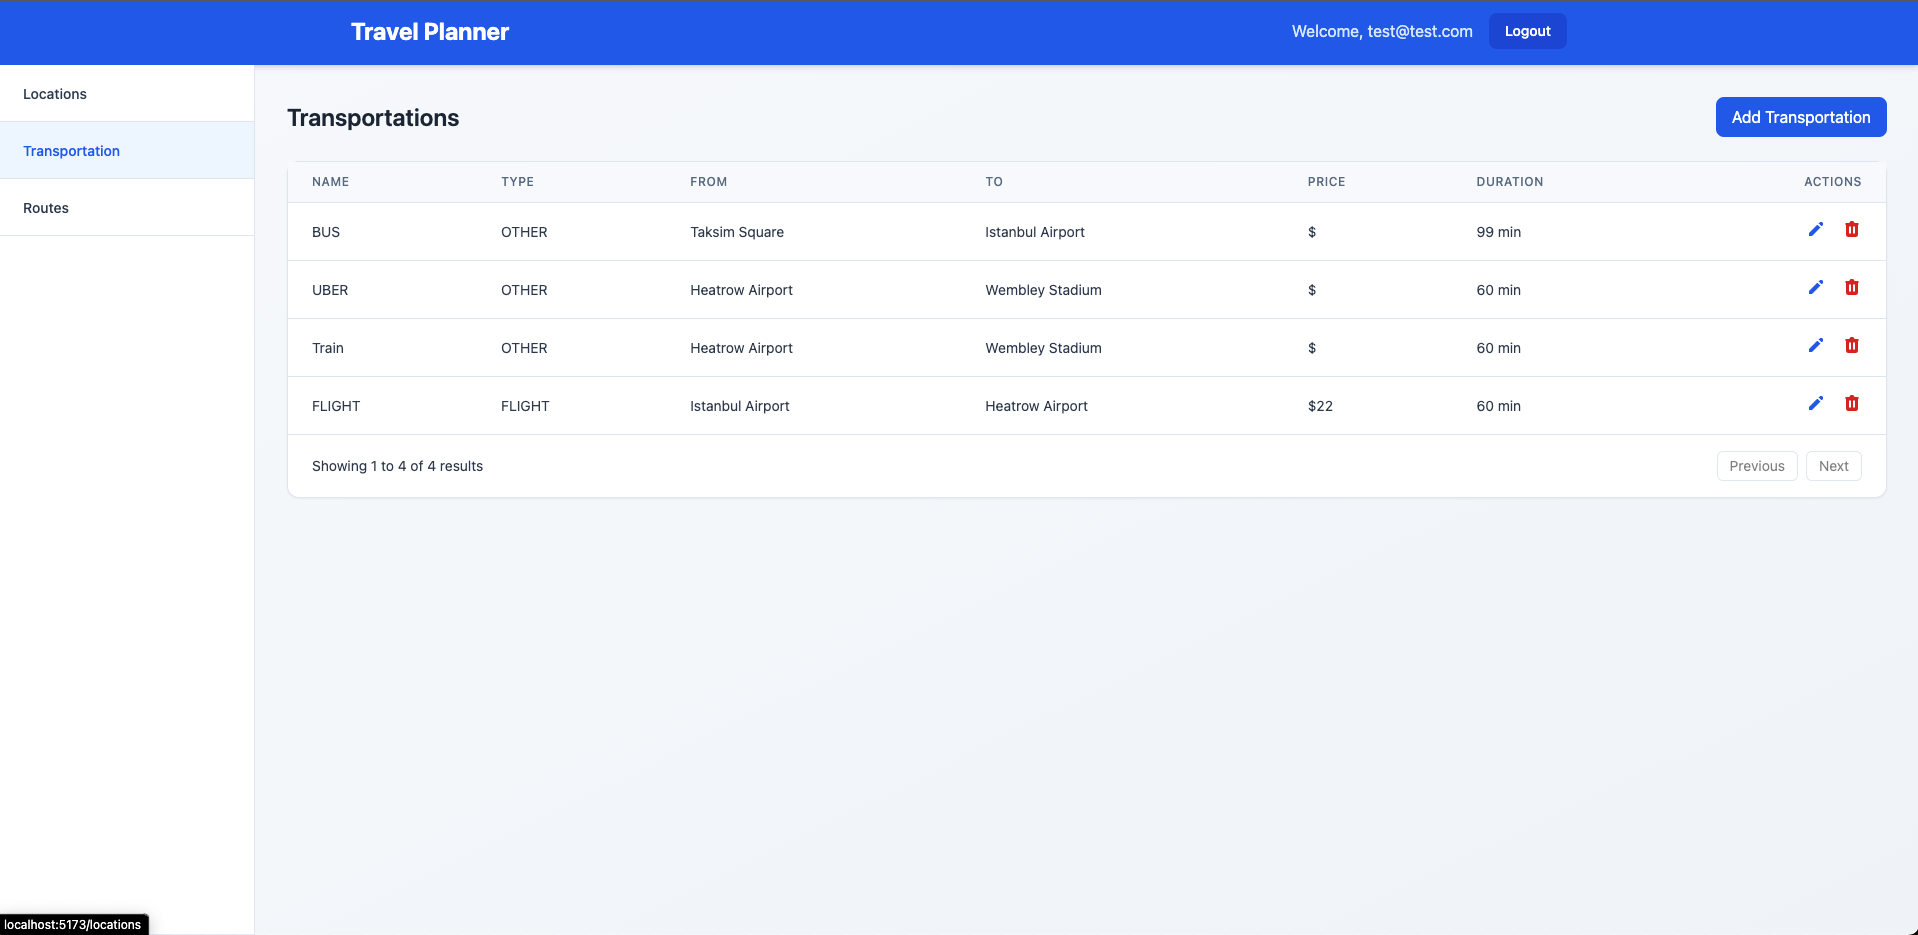 Travel Planner
Welcome, test@test.com Logout
Locations
Transportation
Routes
Transportations
Add Transportation
NAME TYPE FROM TO PRICE DURATION ACTIONS
BUS OTHER Taksim Square Istanbul Airport $ 99 min
UBER OTHER Heatrow Airport Wembley Stadium $ 60 min
Train OTHER Heatrow Airport Wembley Stadium $ 60 min
FLIGHT FLIGHT Istanbul Airport Heatrow Airport $22 60 min
Showing 1 to 4 of 4 results
Previous Next
localhost:5173/locations